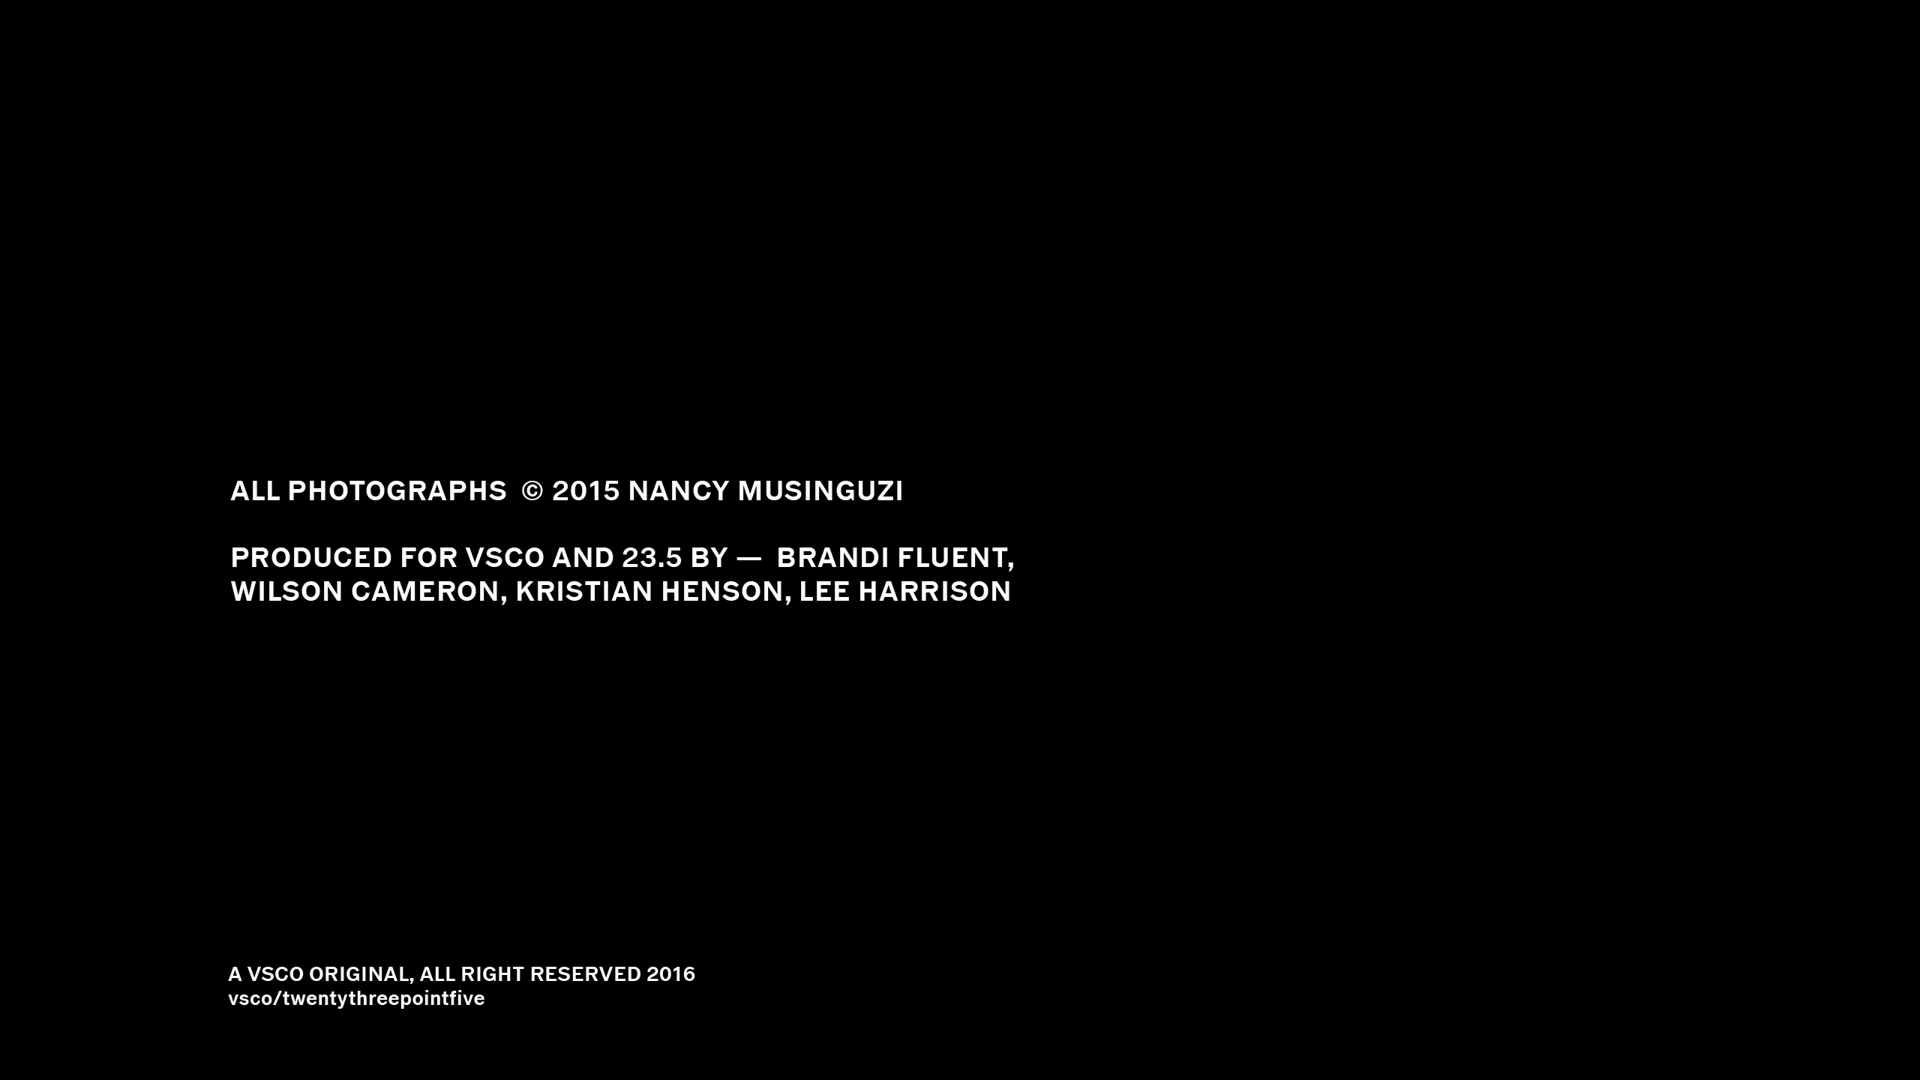 ALL PHOTOGRAPHS © 2015 NANCY MUSINGUZI
PRODUCED FOR VSCO AND 23.5 BY — BRANDI FLUENT,
WILSON CAMERON, KRISTIAN HENSON, LEE HARRISON
A VSCO ORIGINAL, ALL RIGHT RESERVED 2016
vsco/twentythreepointfive